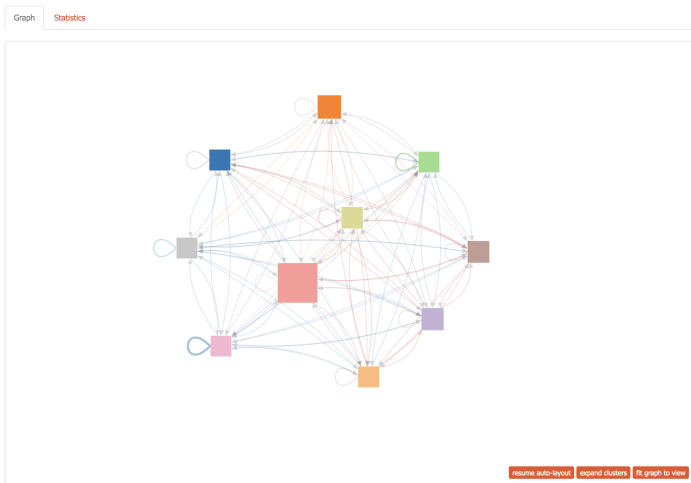 Graph
Statistics
resume auto-layout
expand clusters
fit graph to view